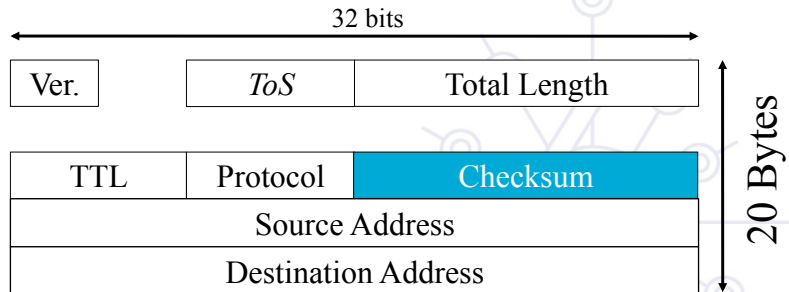 32 bits
Ver. ToS Total Length
TTL Protocol Checksum
Source Address
Destination Address
20 Bytes